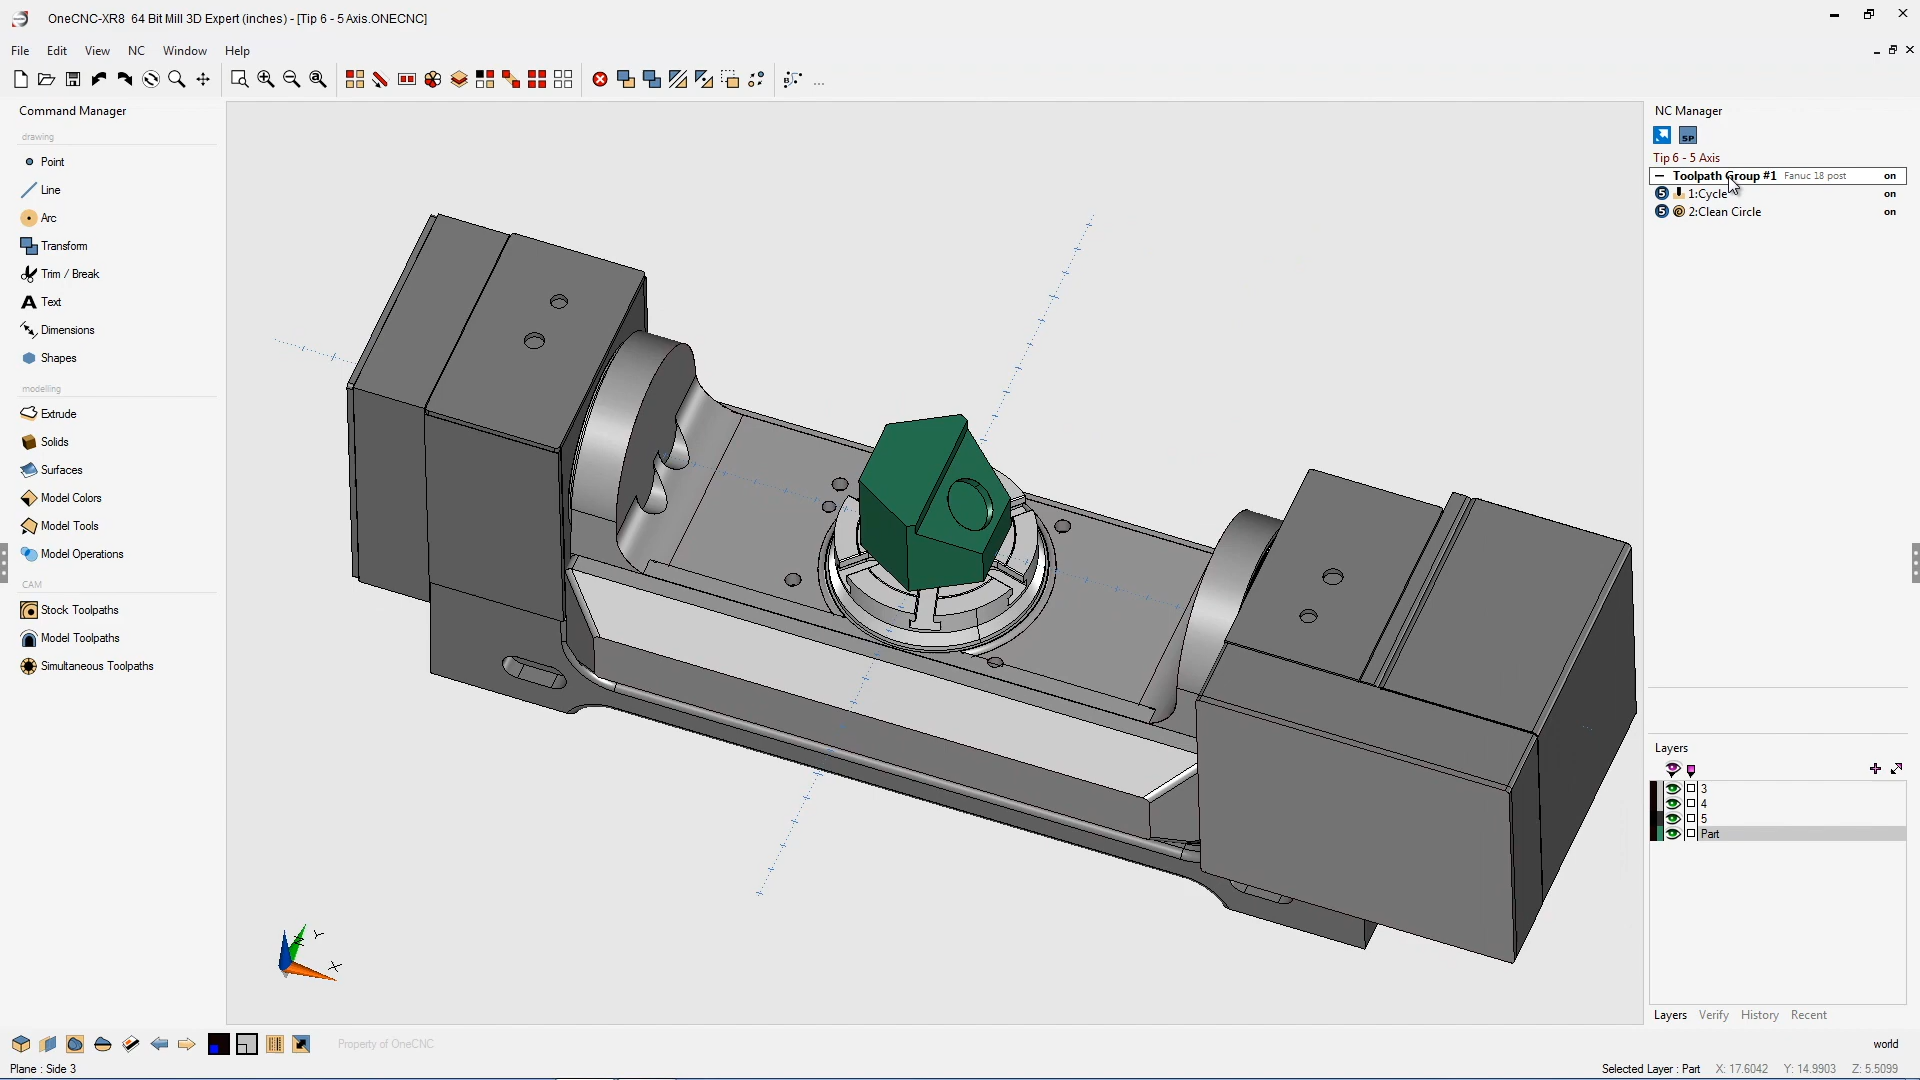 OneCNC-XR8 64 Bit Mill 3D Expert (inches) - [Tip 6 - 5 Axis.ONECNC]
File Edit View NC Window Help
Command Manager
drawing
Point
Line
Arc
Transform
Trim / Break
Text
Dimensions
Shapes
modelling
Extrude
Solids
Surfaces
Model Colors
Model Tools
Model Operations
CAM
Stock Toolpaths
Model Toolpaths
Simultaneous Toolpaths
X
Y
Z
NC Manager
SP
Tip 6 - 5 Axis
Toolpath Group #1 Fanuc 18 post on
5 1:Cycle on
5 2:Clean Circle on
Layers
3
4
5
Part
Layers Verify History Recent
Property of OneCNC
world
Plane : Side 3
Selected Layer : Part X: 17.6042 Y: 14.9903 Z: 5.5099